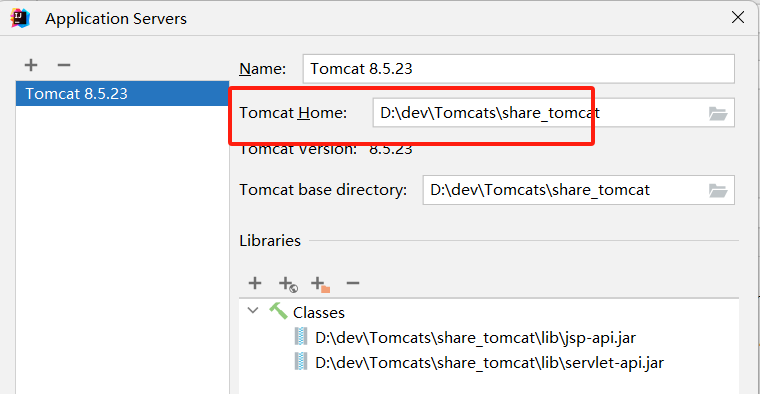 Application Servers
Name: Tomcat 8.5.23
Tomcat 8.5.23
Tomcat Home: D:\dev\Tomcats\share_tomcat
Tomcat Version: 8.5.23
Tomcat base directory: D:\dev\Tomcats\share_tomcat
Libraries
Classes
D:\dev\Tomcats\share_tomcat\lib\jsp-api.jar
D:\dev\Tomcats\share_tomcat\lib\servlet-api.jar